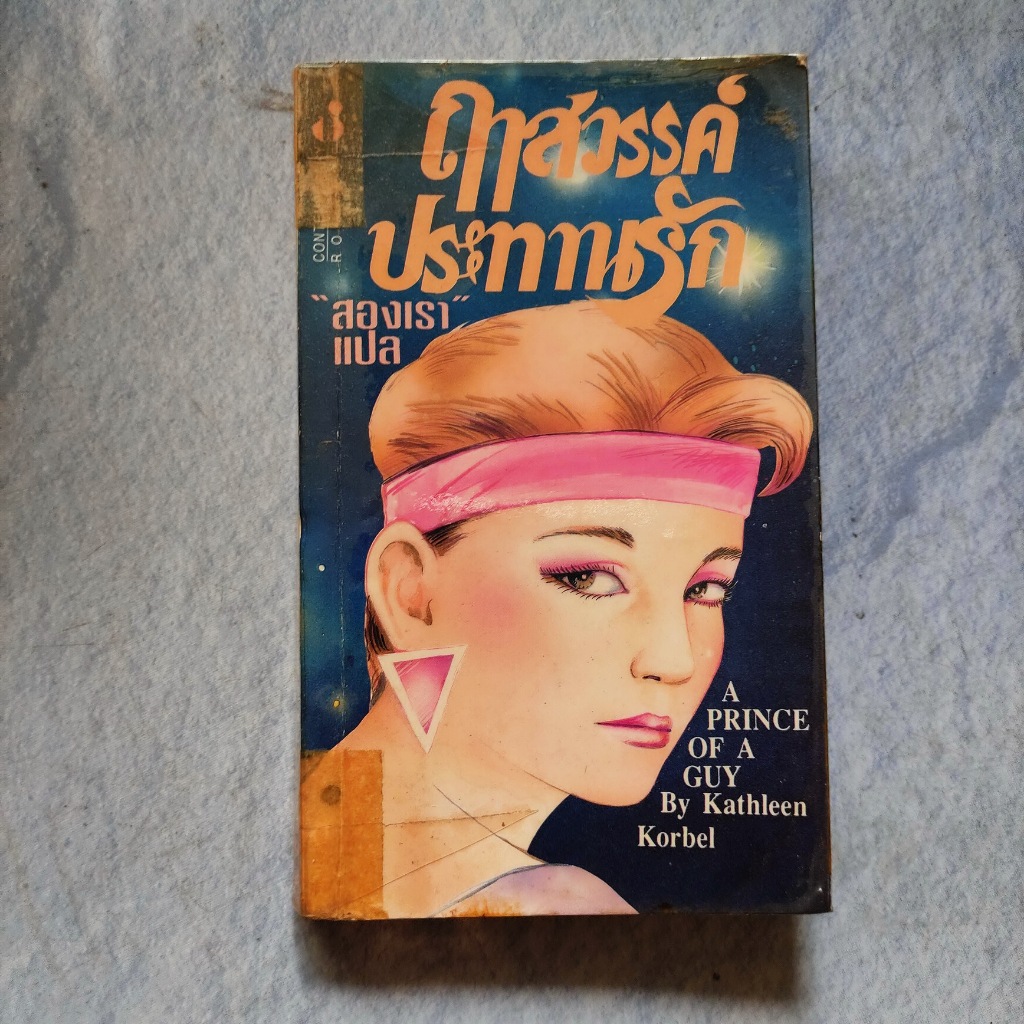 ฤาสวรรค์
ประทานรัก
"สองเรา"
แปล
A
PRINCE
OF A
GUY
By Kathleen
Korbel